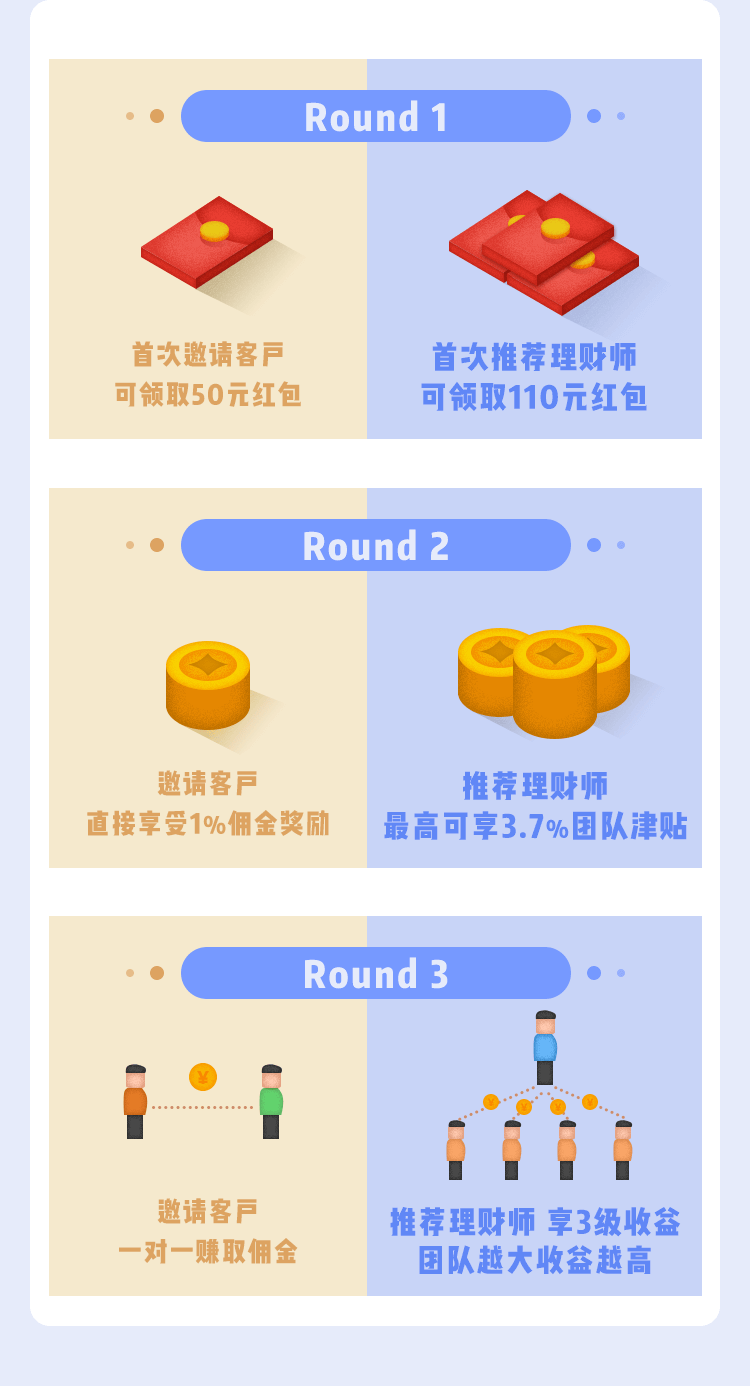 Round 1
首次邀请客户
可领取50元红包
首次推荐理财师
可领取110元红包
Round 2
邀请客户
直接享受1%佣金奖励
推荐理财师
最高可享3.7%团队津贴
Round 3
¥
¥ ¥ ¥ ¥
邀请客户
一对一赚取佣金
推荐理财师 享3级收益
团队越大收益越高